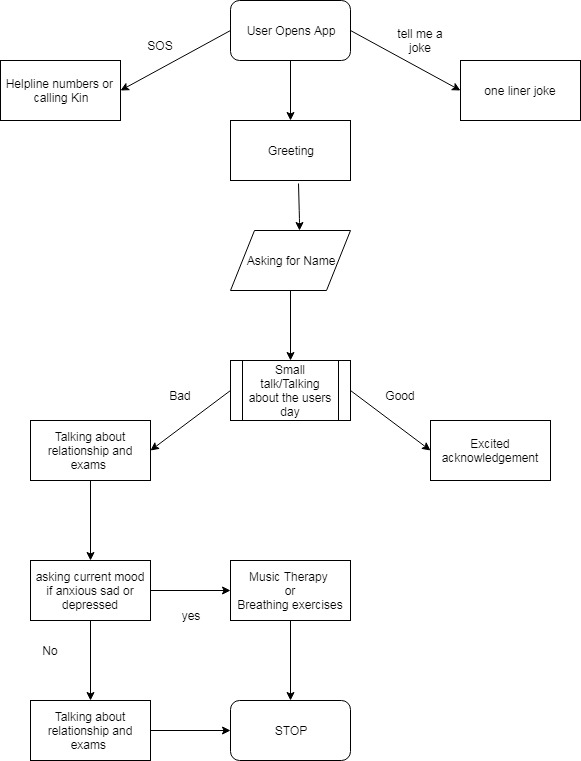 User Opens App
SOS
tell me a
joke
Helpline numbers or
calling Kin
one liner joke
Greeting
Asking for Name
Small
talk/Talking
about the users
day
Bad
Good
Talking about
relationship and
exams
Excited
acknowledgement
asking current mood
if anxious sad or
depressed
yes
Music Therapy
or
Breathing exercises
No
Talking about
relationship and
exams
STOP